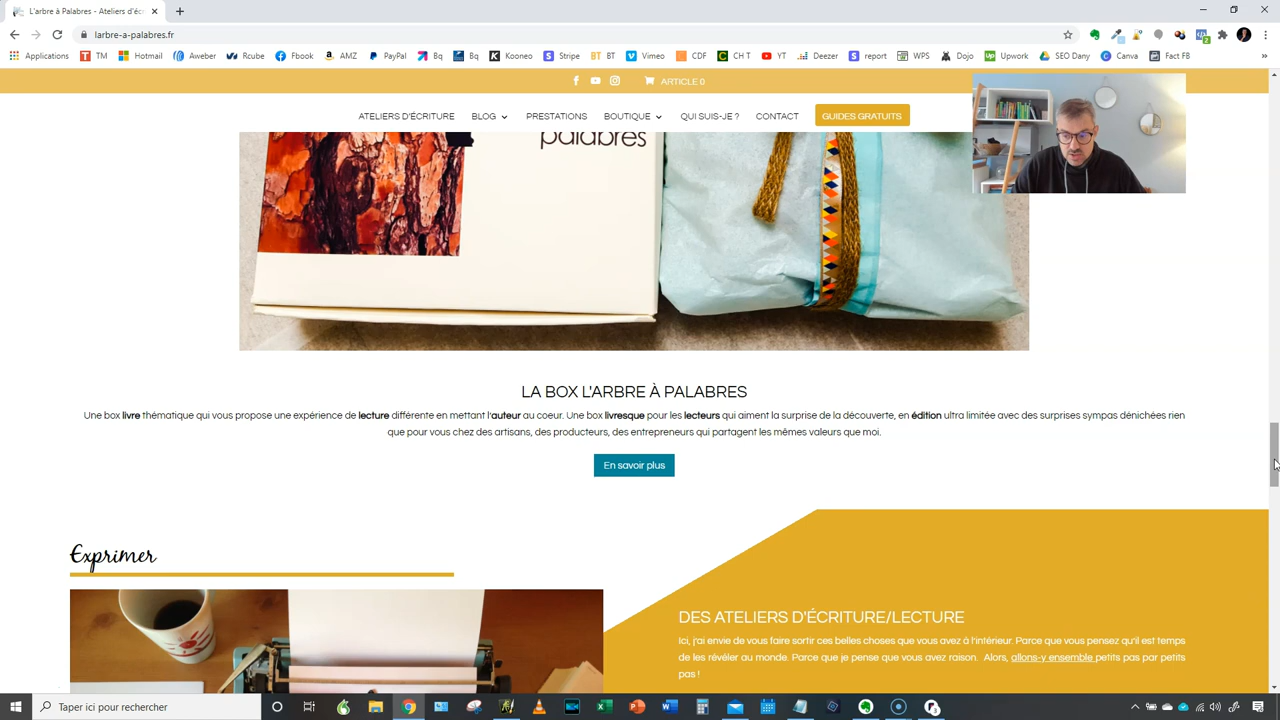 L'arbre à Palabres - Ateliers d'éc
larbre-a-palabres.fr
Applications TM Hotmail Aweber Rcube Fbook AMZ PayPal Bq Bq Kooneo Stripe BT Vimeo CDF CH T YT Deezer report WPS Dojo Upwork SEO Dany Canva Fact FB
ARTICLE 0
ATELIERS D'ÉCRITURE BLOG PRESTATIONS BOUTIQUE QUI SUIS-JE ? CONTACT GUIDES GRATUITS
palabres
LA BOX L'ARBRE À PALABRES
Une box livre thématique qui vous propose une expérience de lecture différente en mettant l'auteur au coeur. Une box livresque pour les lecteurs qui aiment la surprise de la découverte, en édition ultra limitée avec des surprises sympas dénichées rien
que pour vous chez des artisans, des producteurs, des entrepreneurs qui partagent les mêmes valeurs que moi.
En savoir plus
Exprimer
DES ATELIERS D'ÉCRITURE/LECTURE
Ici, j'ai envie de vous faire sortir ces belles choses que vous avez à l'intérieur. Parce que vous pensez qu'il est temps
de les révéler au monde. Parce que je pense que vous avez raison. Alors, allons-y ensemble petits pas par petits
pas !
Taper ici pour rechercher